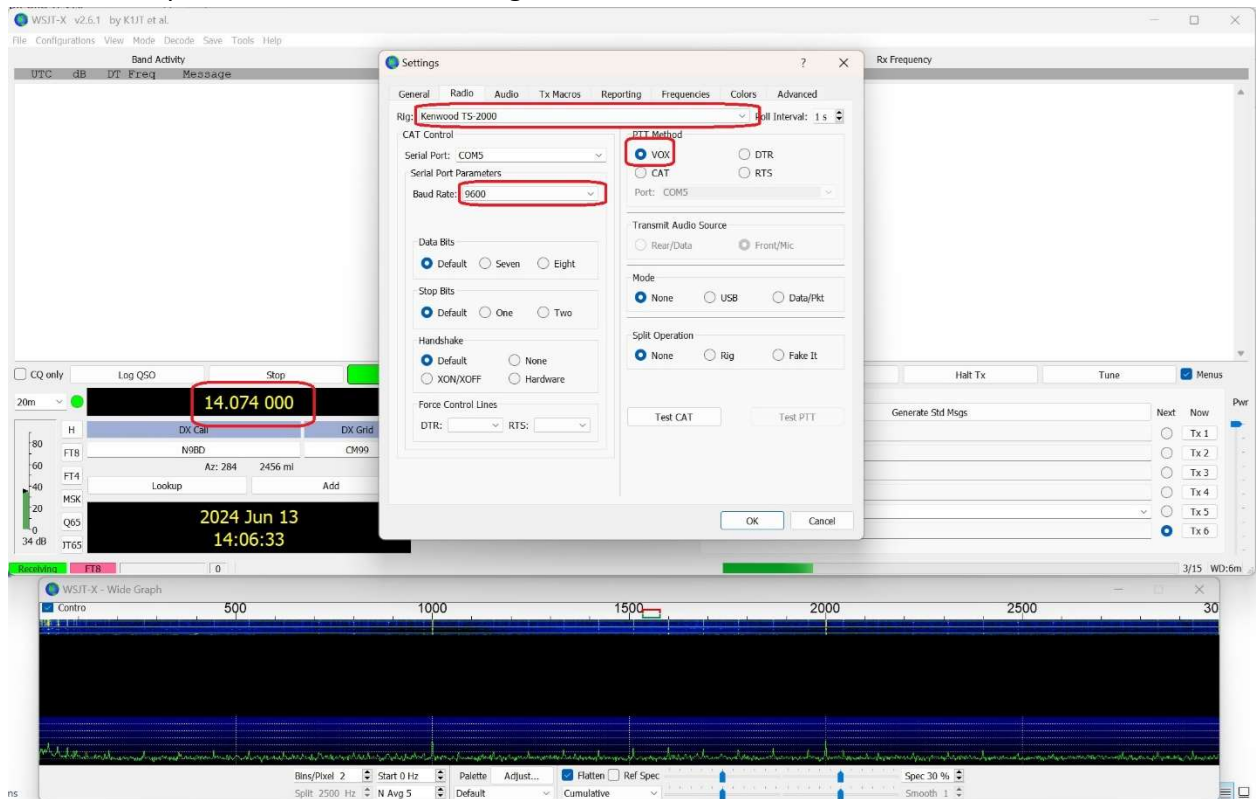 WSJT-X v2.6.1 by K1JT et al.
File Configurations View Mode Decode Save Tools Help
Band Activity
Rx Frequency
UTC dB DT Freq Message
Settings
? X
General Radio Audio Tx Macros Reporting Frequencies Colors Advanced
Rig: Kenwood TS-2000
Poll Interval: 1 s
CAT Control
PTT Method
Serial Port: COM5
VOX DTR
Serial Port Parameters
CAT RTS
Baud Rate: 9600
Port: COM5
Transmit Audio Source
Rear/Data Front/Mic
Data Bits
Default Seven Eight
Mode
None USB Data/Pkt
Stop Bits
Default One Two
Split Operation
None Rig Fake It
Handshake
Default None
XON/XOFF Hardware
Force Control Lines
DTR: RTS:
Test CAT Test PTT
OK Cancel
CQ only Log QSO Stop
Halt Tx Tune Menus
20m 14.074 000
Pwr
Generate Std Msgs Next Now
H DX Call DX Grid
Tx 1
-80
FT8 N9BD CM99
Tx 2
-60
Az: 284 2456 mi
FT4
Tx 3
-40
Lookup Add
MSK
Tx 4
-20
Q65 2024 Jun 13
Tx 5
-0
34 dB JT65 14:06:33
Tx 6
Receiving FT8 0
3/15 WD:6m
WSJT-X - Wide Graph
Contro 500 1000 1500 2000 2500 30
Bins/Pixel 2 Start 0 Hz Palette Adjust... Flatten Ref Spec Spec 30 %
Split 2500 Hz N Avg 5 Default Cumulative Smooth 1
ns